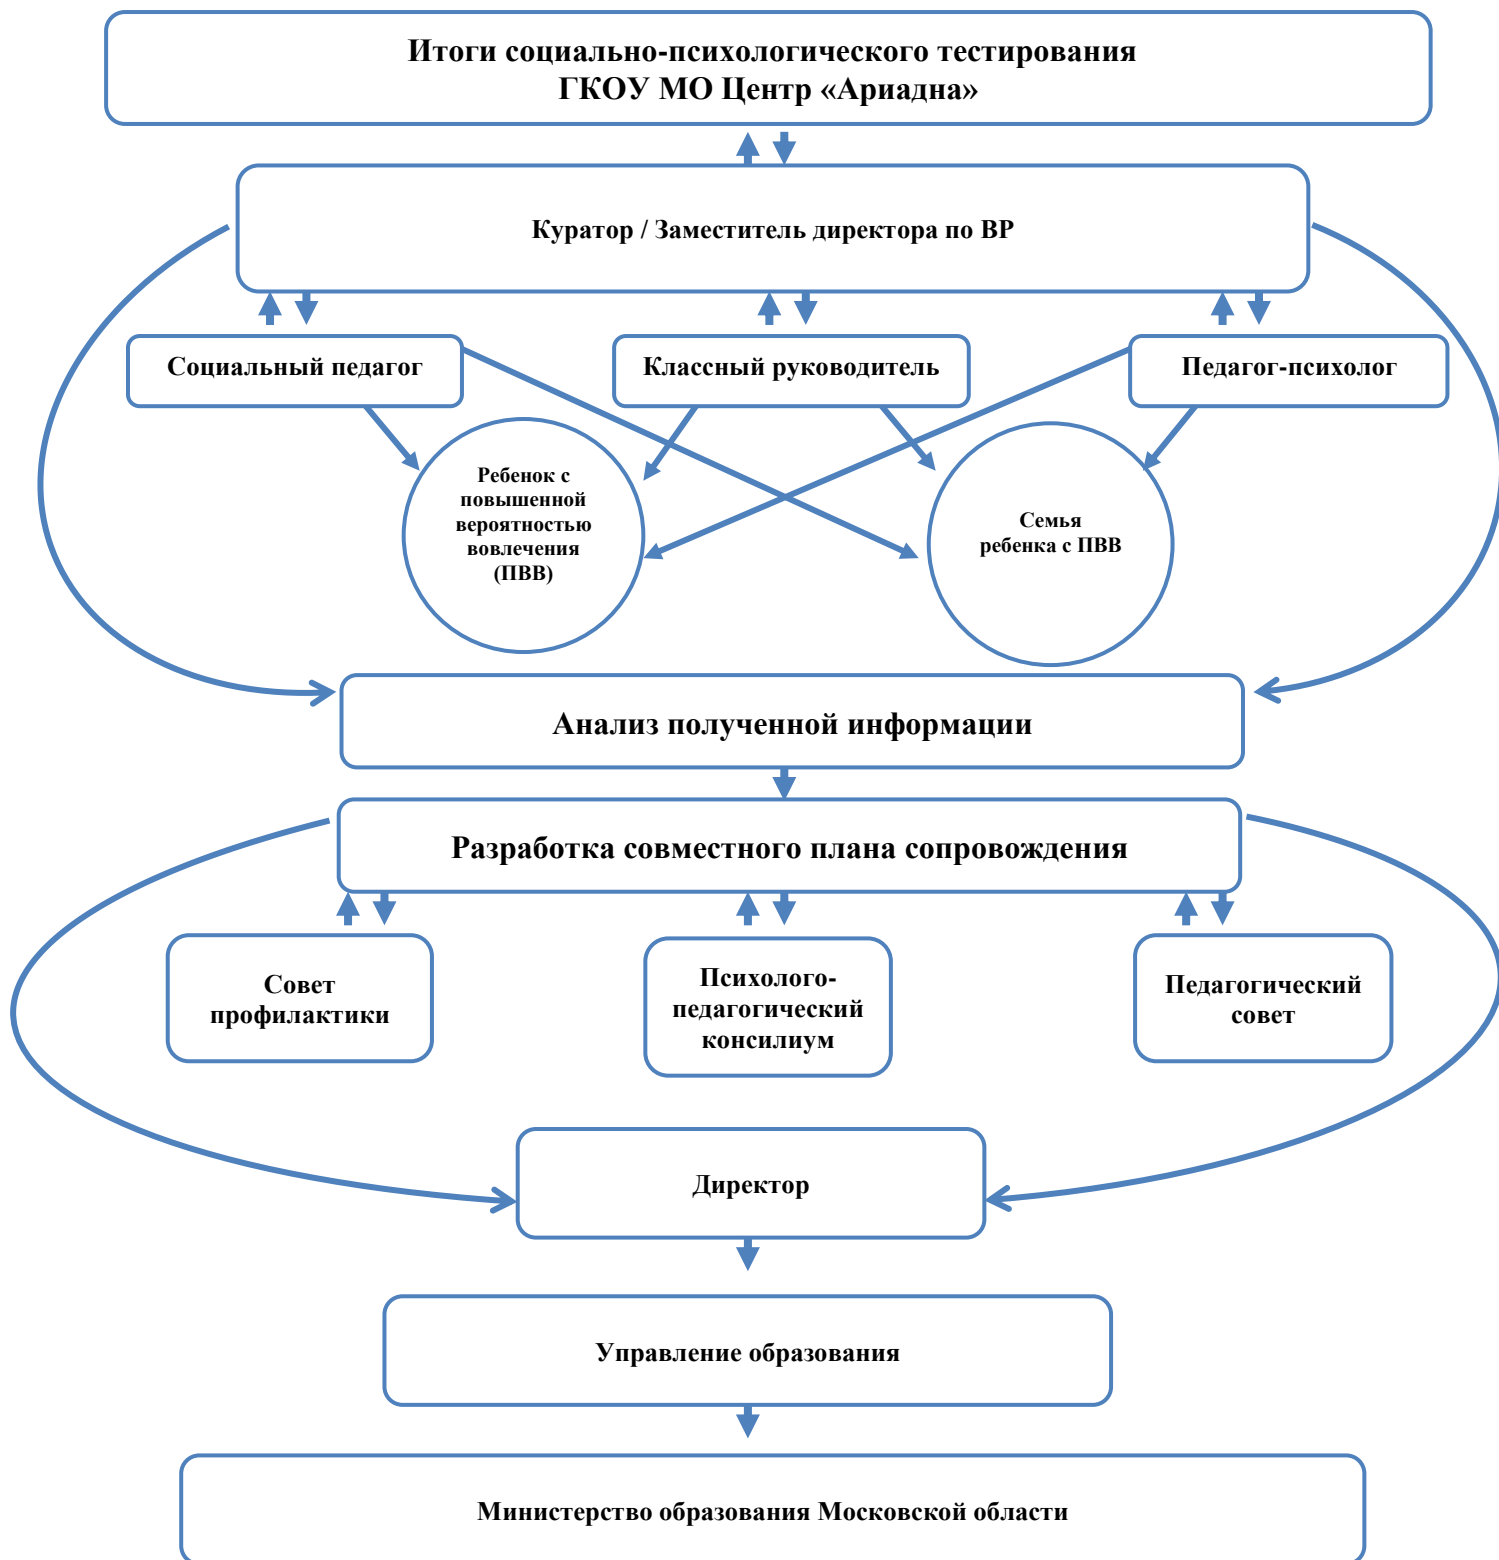 Итоги социально-психологического тестирования
ГКОУ МО Центр «Ариадна»
Куратор / Заместитель директора по ВР
Социальный педагог
Классный руководитель
Педагог-психолог
Ребенок с
повышенной
вероятностью
вовлечения
(ПВВ)
Семья
ребенка с ПВВ
Анализ полученной информации
Разработка совместного плана сопровождения
Совет
профилактики
Психолого-
педагогический
консилиум
Педагогический
совет
Директор
Управление образования
Министерство образования Московской области